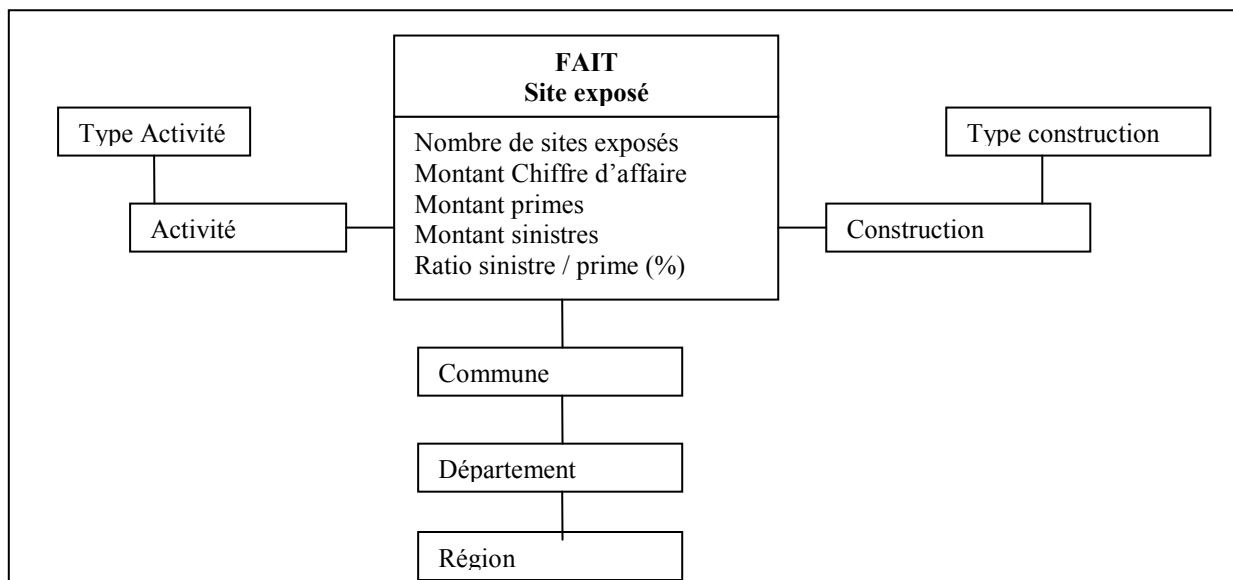 FAIT
Site exposé
Type Activité
Type construction
Nombre de sites exposés
Montant Chiffre d'affaire
Montant primes
Montant sinistres
Ratio sinistre / prime (%)
Activité
Construction
Commune
Département
Région